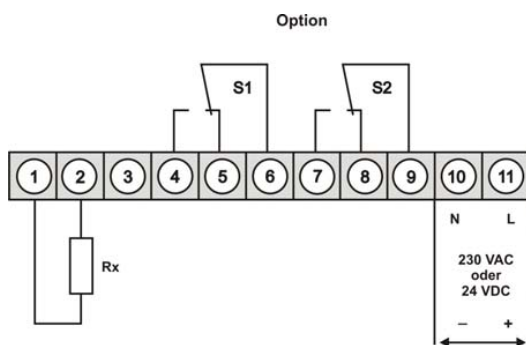 Option
S1 S2
1 2 3 4 5 6 7 8 9 10 11
N L
Rx
230 VAC
oder
24 VDC
– +